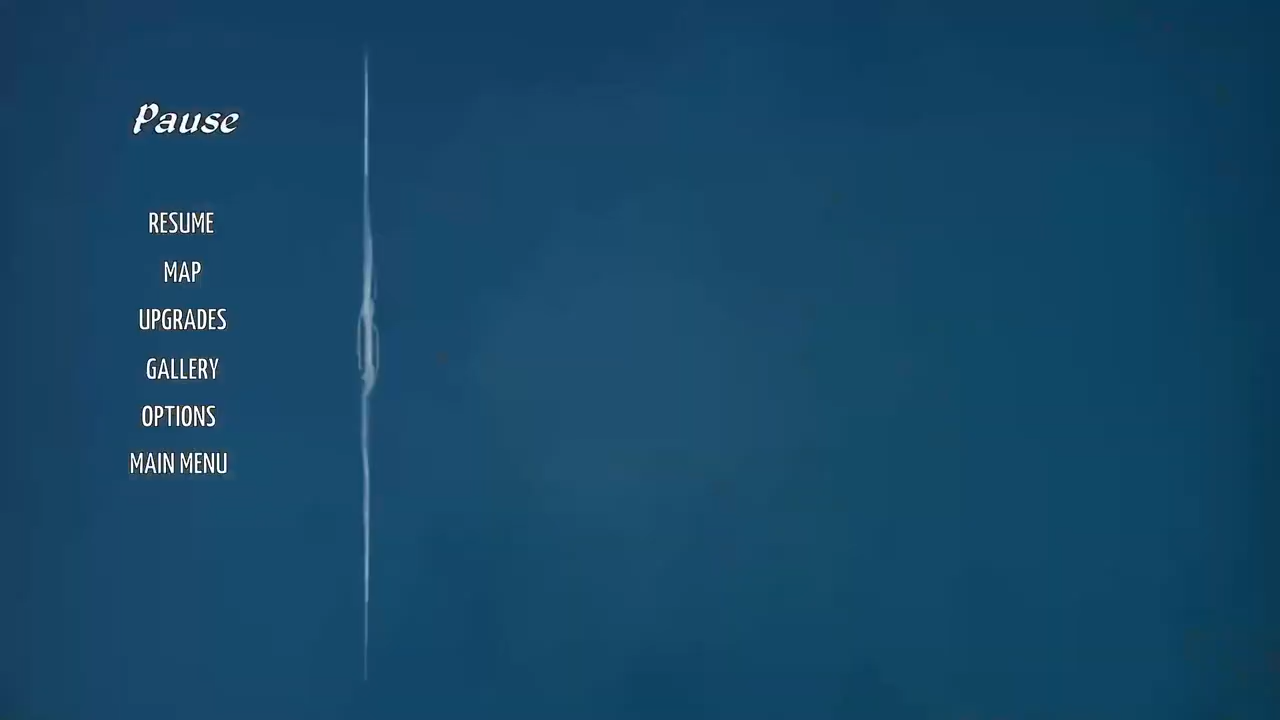 Pause
RESUME
MAP
UPGRADES
GALLERY
OPTIONS
MAIN MENU